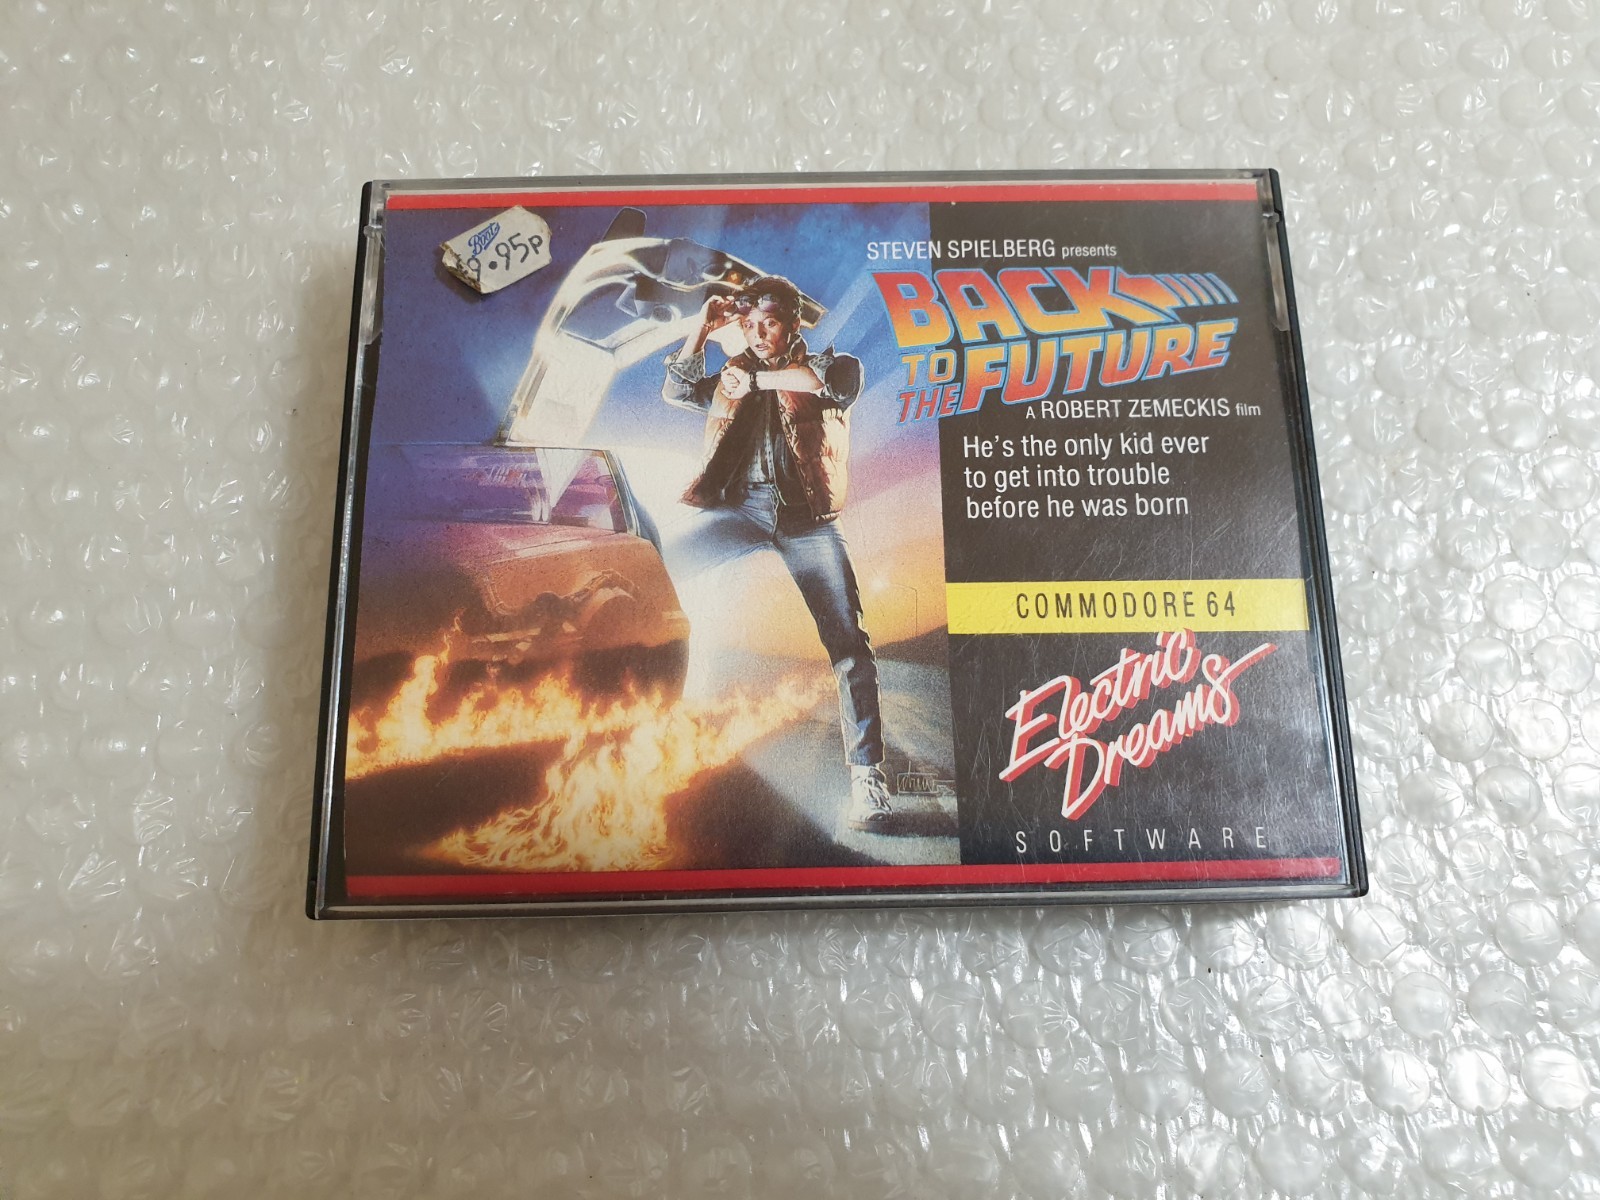 Boots
£9.95p
STEVEN SPIELBERG presents
BACK
TO
THE FUTURE
A ROBERT ZEMECKIS film
He's the only kid ever
to get into trouble
before he was born
COMMODORE 64
Electric
Dreams
SOFTWARE